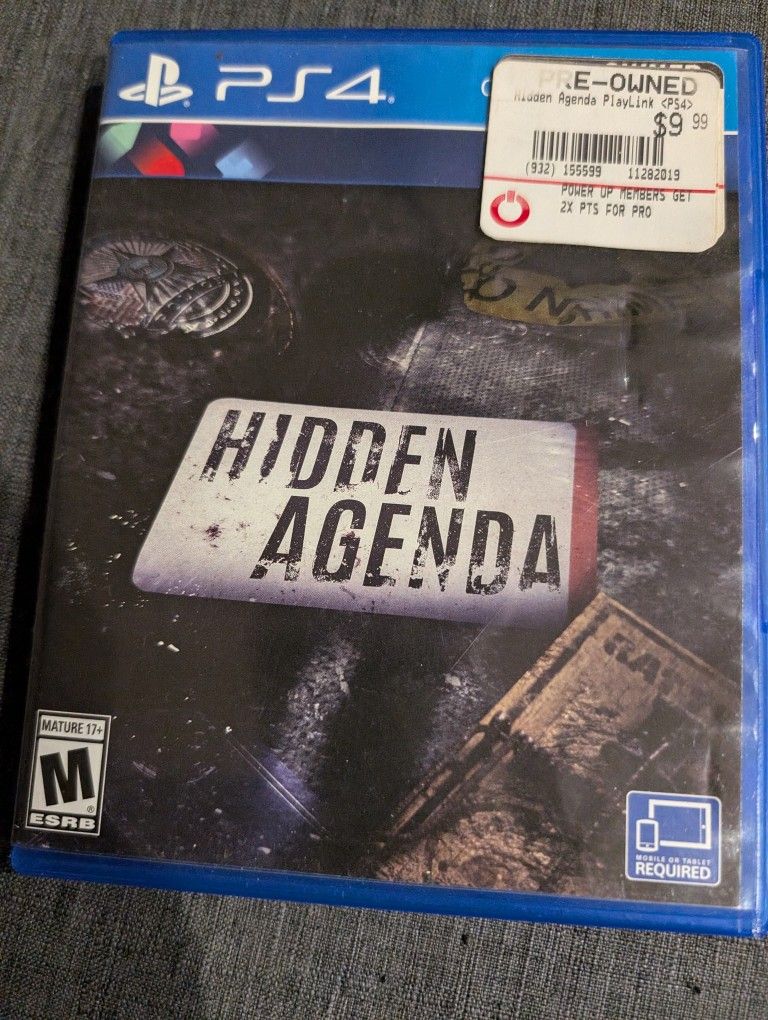 PS4
PRE-OWNED
Hidden Agenda PlayLink <PS4>
$9 99
(932) 155599 11282019
POWER UP MEMBERS GET
2X PTS FOR PRO
HIDDEN
AGENDA
MATURE 17+
M
ESRB
MOBILE OR TABLET
REQUIRED